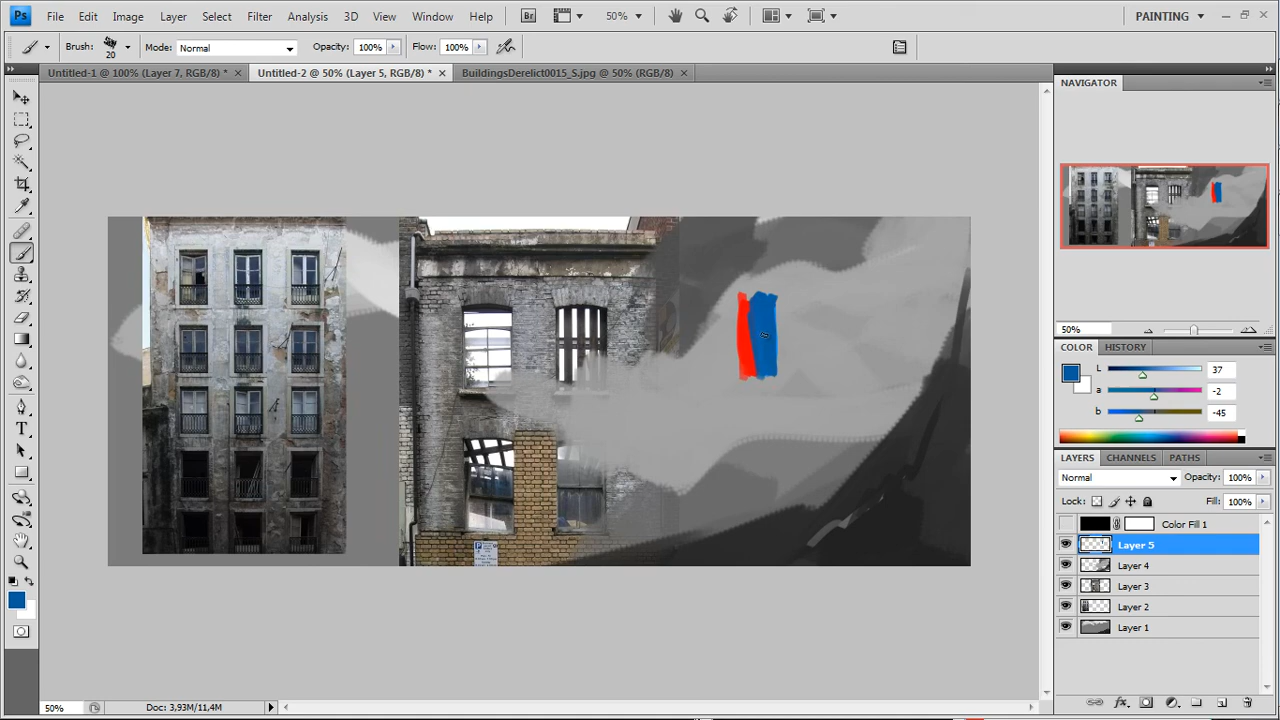 Ps File Edit Image Layer Select Filter Analysis 3D View Window Help Br 50% PAINTING
Brush: 20 Mode: Normal Opacity: 100% Flow: 100%
Untitled-1 @ 100% (Layer 7, RGB/8) * Untitled-2 @ 50% (Layer 5, RGB/8) * BuildingsDerelict0015_S.jpg @ 50% (RGB/8)
NAVIGATOR
50%
COLOR HISTORY
L 37
a -2
b -45
LAYERS CHANNELS PATHS
Normal Opacity: 100%
Lock: Fill: 100%
Color Fill 1
Layer 5
Layer 4
Layer 3
Layer 2
Layer 1
T
P
50% Doc: 3,93M/11,4M
fx